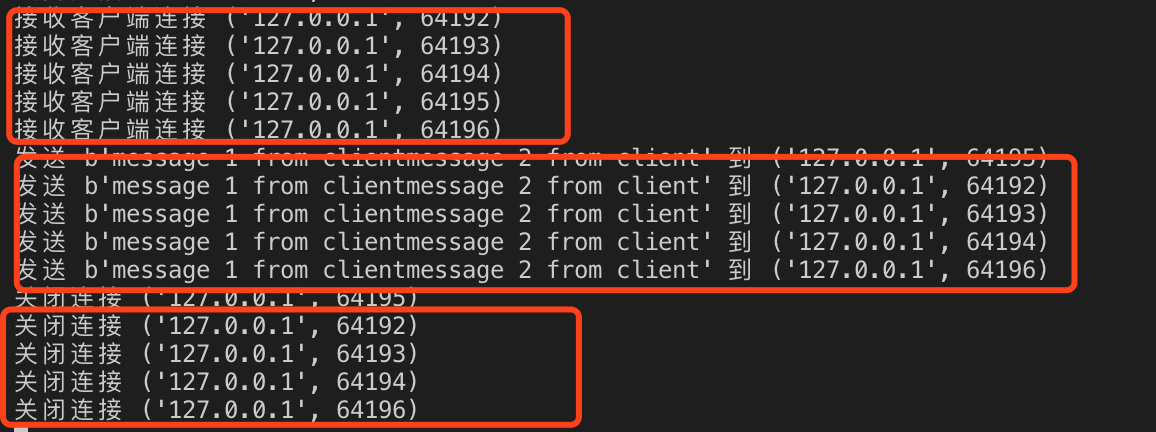 接收客户端连接 ('127.0.0.1', 64192)
接收客户端连接 ('127.0.0.1', 64193)
接收客户端连接 ('127.0.0.1', 64194)
接收客户端连接 ('127.0.0.1', 64195)
接收客户端连接 ('127.0.0.1', 64196)
发送 b'message 1 from clientmessage 2 from client' 到 ('127.0.0.1', 64195)
发送 b'message 1 from clientmessage 2 from client' 到 ('127.0.0.1', 64192)
发送 b'message 1 from clientmessage 2 from client' 到 ('127.0.0.1', 64193)
发送 b'message 1 from clientmessage 2 from client' 到 ('127.0.0.1', 64194)
发送 b'message 1 from clientmessage 2 from client' 到 ('127.0.0.1', 64196)
关闭连接 ('127.0.0.1', 64195)
关闭连接 ('127.0.0.1', 64192)
关闭连接 ('127.0.0.1', 64193)
关闭连接 ('127.0.0.1', 64194)
关闭连接 ('127.0.0.1', 64196)